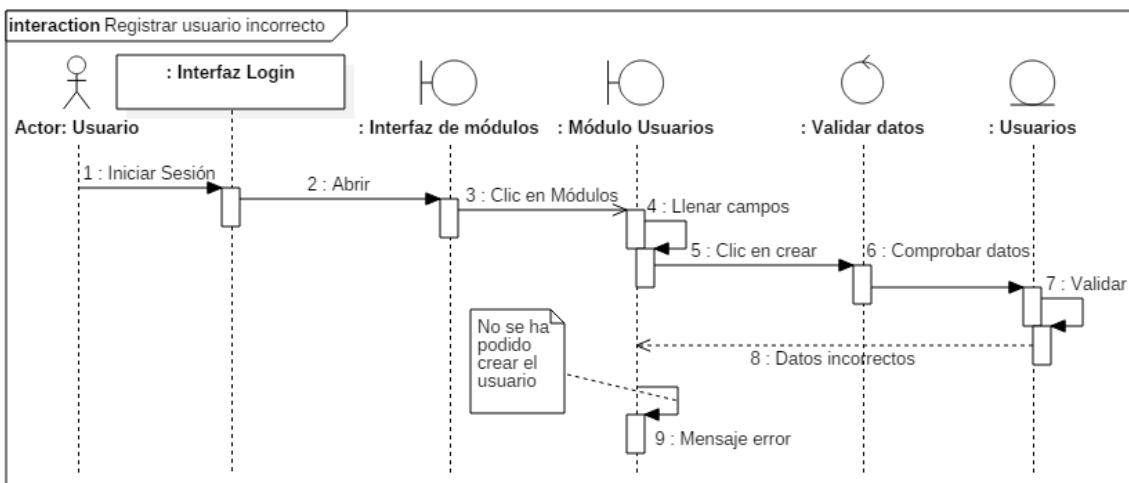 interaction Registrar usuario incorrecto
: Interfaz Login
Actor: Usuario
: Interfaz de módulos
: Módulo Usuarios
: Validar datos
: Usuarios
1 : Iniciar Sesión
2 : Abrir
3 : Clic en Módulos
4 : Llenar campos
5 : Clic en crear
6 : Comprobar datos
7 : Validar
8 : Datos incorrectos
No se ha
podido
crear el
usuario
9 : Mensaje error